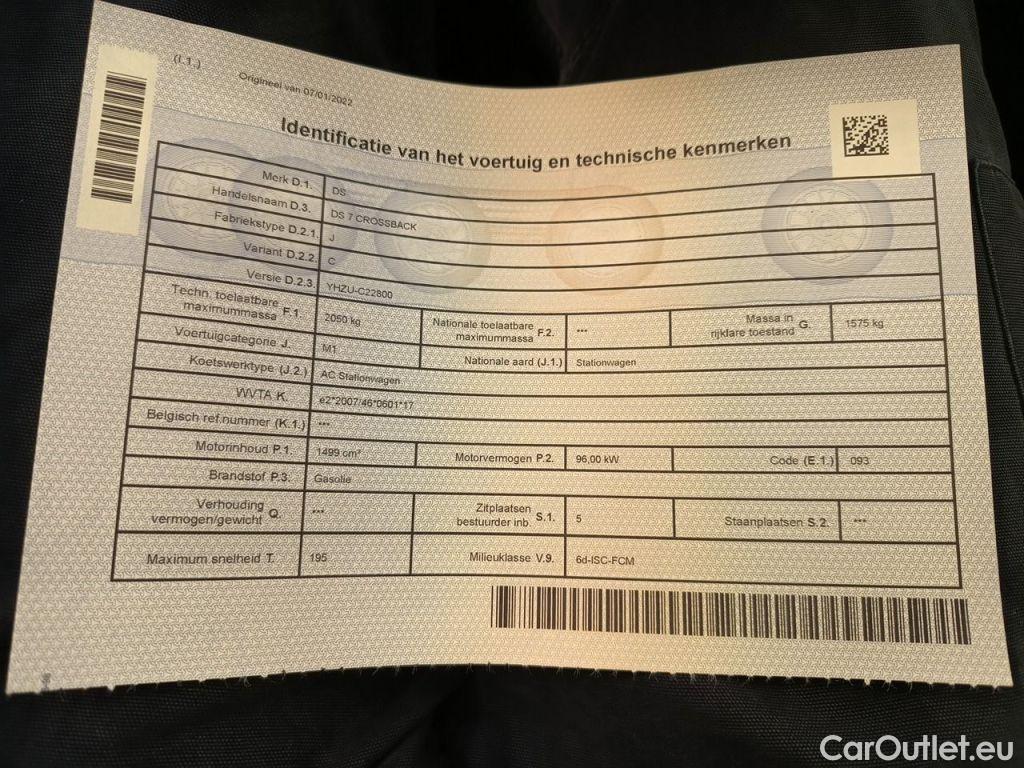 (I.1.)
Origineel van 07/01/2022
Identificatie van het voertuig en technische kenmerken
Merk D.1. DS
Handelsnaam D.3. DS 7 CROSSBACK
Fabriekstype D.2.1. J
Variant D.2.2. C
Versie D.2.3. YHZU-C22800
Techn. toelaatbare maximummassa F.1. 2050 kg Nationale toelaatbare maximummassa F.2. *** Massa in rijklare toestand G. 1575 kg
Voertuigcategorie J. M1 Nationale aard (J.1.) Stationwagen
Koetswerktype (J.2.) AC Stationwagen
WVTA K. e2*2007/46*0601*17
Belgisch ref.nummer (K.1.) ***
Motorinhoud P.1. 1499 cm³ Motorvermogen P.2. 96,00 kW Code (E.1.) 093
Brandstof P.3. Gasolie
Verhouding vermogen/gewicht Q. *** Zitplaatsen bestuurder inb. S.1. 5 Staanplaatsen S.2. ***
Maximum snelheid T. 195 Milieuklasse V.9. 6d-ISC-FCM
CarOutlet.eu